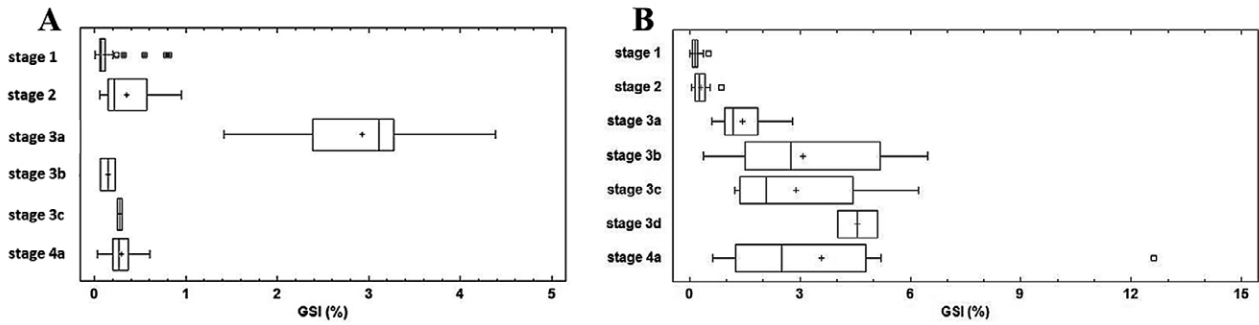 A
stage 1
stage 2
stage 3a
stage 3b
stage 3c
stage 4a
0 1 2 3 4 5
GSI (%)
B
stage 1
stage 2
stage 3a
stage 3b
stage 3c
stage 3d
stage 4a
0 3 6 9 12 15
GSI (%)